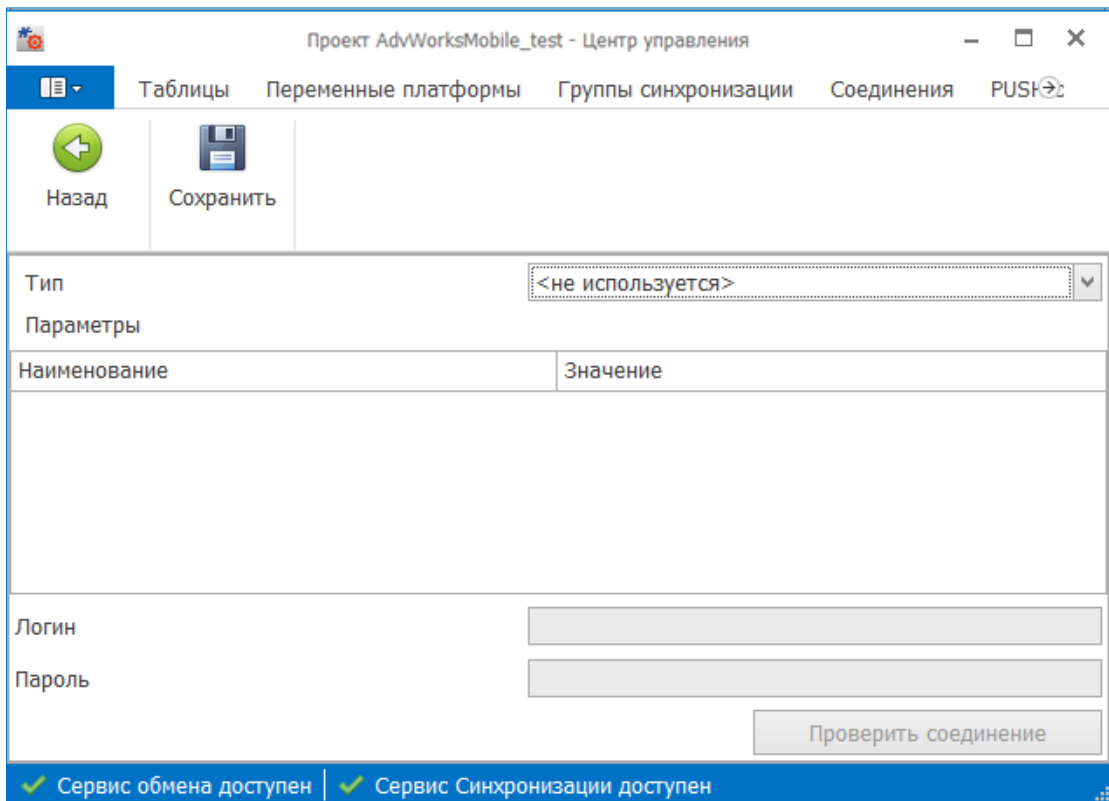 Проект AdvWorksMobile_test - Центр управления
Таблицы Переменные платформы Группы синхронизации Соединения
Назад Сохранить
Тип <не используется>
Параметры
Наименование Значение
Логин
Пароль
Проверить соединение
Сервис обмена доступен Сервис Синхронизации доступен